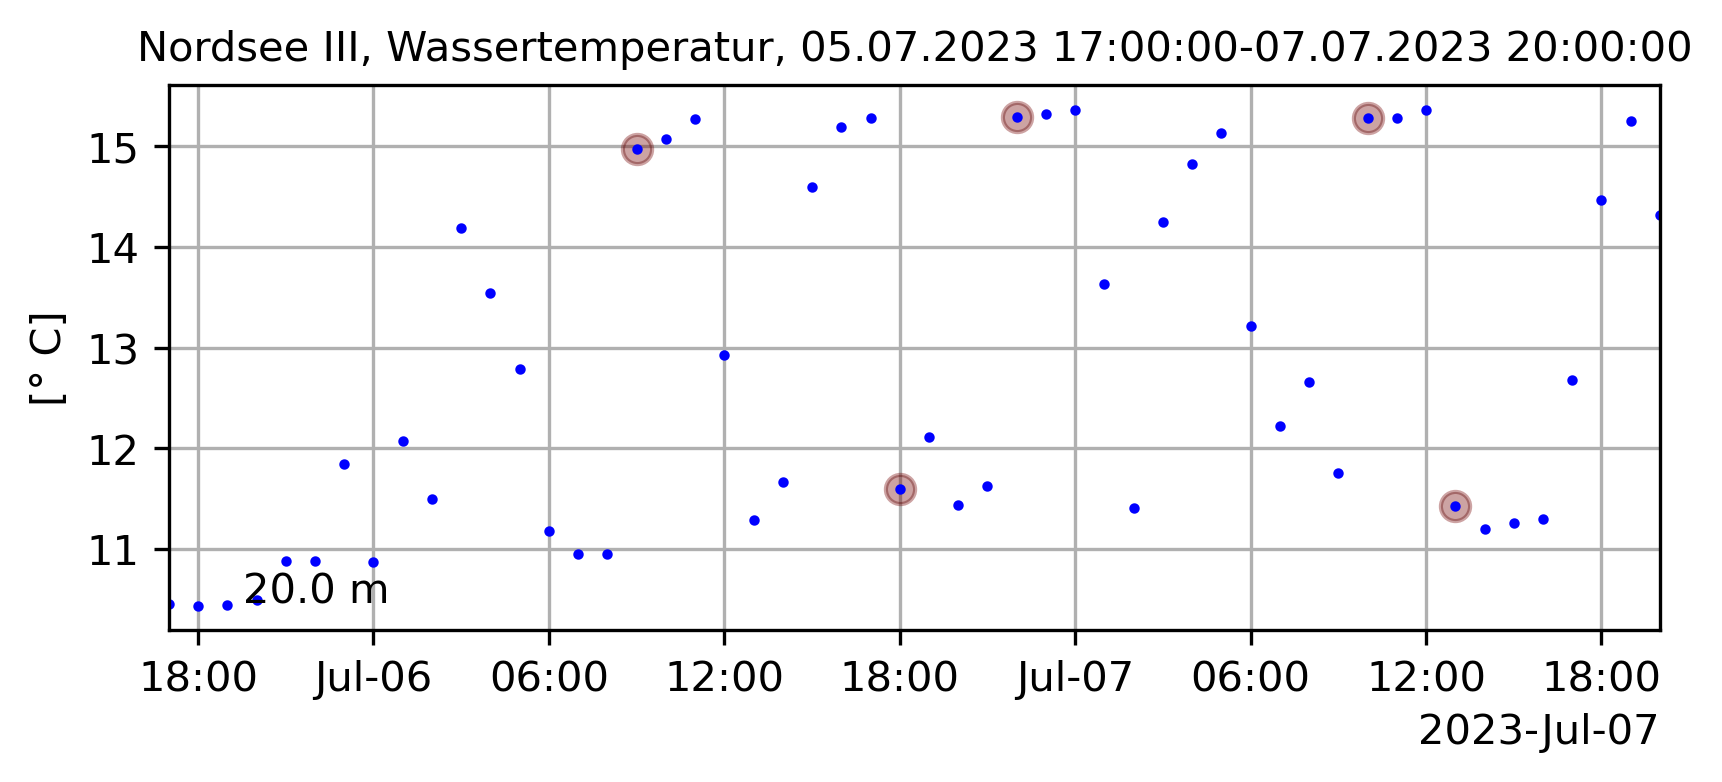 Nordsee III, Wassertemperatur, 05.07.2023 17:00:00-07.07.2023 20:00:00
[° C]
15
14
13
12
11
20.0 m
18:00 Jul-06 06:00 12:00 18:00 Jul-07 06:00 12:00 18:00
2023-Jul-07